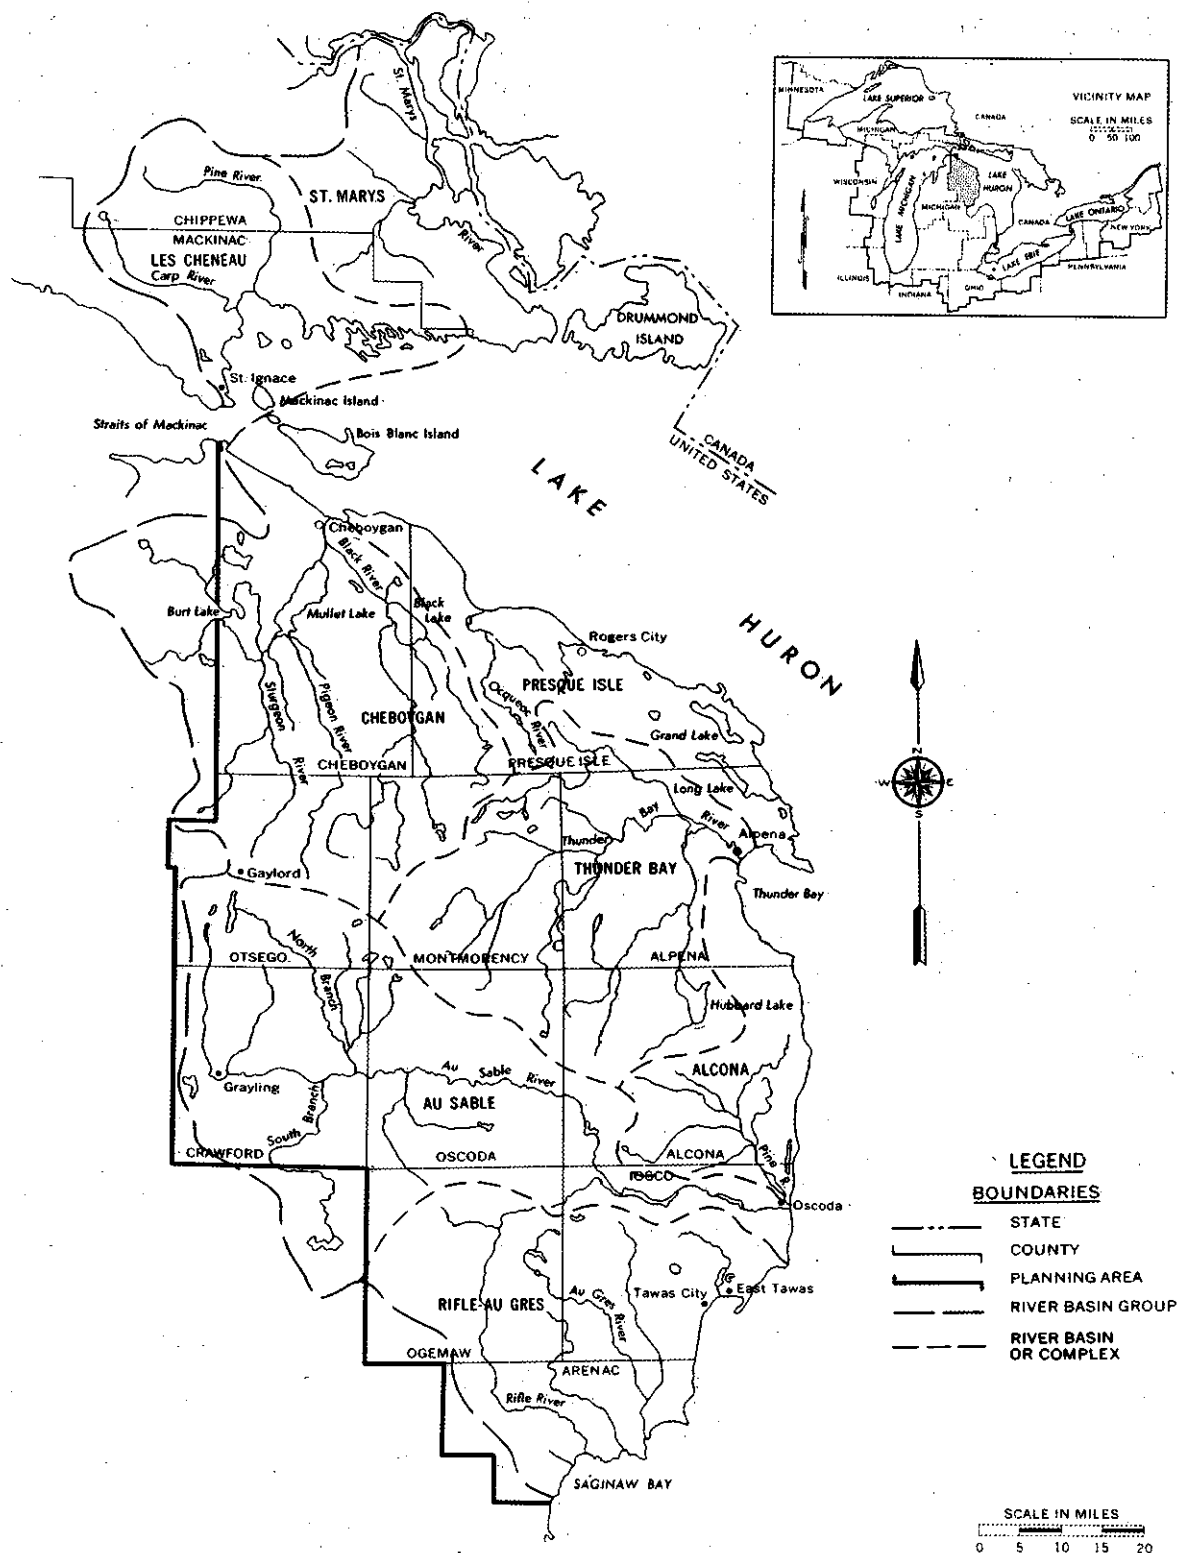 St. Marys
River
ST. MARYS
Pine River
CHIPPEWA
MACKINAC
LES CHENEAU
Carp River
DRUMMOND
ISLAND
St. Ignace
Mackinac Island
Straits of Mackinac
Bois Blanc Island
CANADA
UNITED STATES
LAKE
HURON
VICINITY MAP
SCALE IN MILES
0 50 100
MINNESOTA
LAKE SUPERIOR
CANADA
MICHIGAN
WISCONSIN
LAKE MICHIGAN
MICHIGAN
LAKE
HURON
CANADA
LAKE ONTARIO
NEW YORK
LAKE ERIE
PENNSYLVANIA
ILLINOIS
INDIANA
OHIO
Cheboygan
Black River
Burt Lake
Mullet Lake
Black
Lake
Rogers City
PRESQUE ISLE
Slurgeon
River
Pigeon River
Ocqueoc River
CHEBOYGAN
Grand Lake
CHEBOYGAN
PRESQUE ISLE
Long Lake
Thunder
Bay
River
Alpena
THUNDER BAY
Thunder Bay
Gaylord
North
Branch
OTSEGO
MONTMORENCY
ALPENA
Hubbard Lake
Grayling
Au Sable River
ALCONA
AU SABLE
South Branch
CRAWFORD
OSCODA
ALCONA
IOSCO
Pine R.
Oscoda
Tawas City
East Tawas
Au Gres
River
RIFLE-AU GRES
OGEMAW
ARENAC
Rifle River
SAGINAW BAY
N
W E
S
LEGEND
BOUNDARIES
STATE
COUNTY
PLANNING AREA
RIVER BASIN GROUP
RIVER BASIN
OR COMPLEX
SCALE IN MILES
0 5 10 15 20